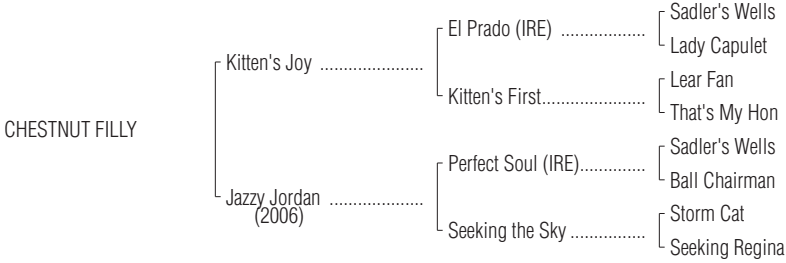 Sadler's Wells
El Prado (IRE) ..................
Lady Capulet
Kitten's Joy ......................
Lear Fan
Kitten's First......................
That's My Hon
CHESTNUT FILLY
Sadler's Wells
Perfect Soul (IRE)..............
Ball Chairman
Jazzy Jordan ....................
(2006)
Storm Cat
Seeking the Sky ................
Seeking Regina